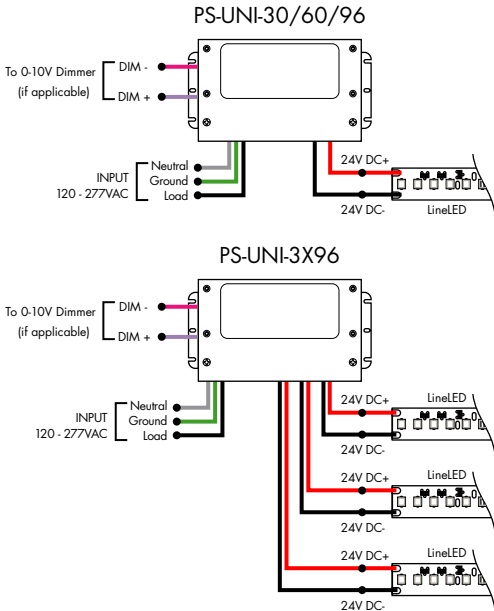 PS-UNI-30/60/96
To 0-10V Dimmer
(if applicable)
DIM -
DIM +
INPUT
120 - 277VAC
Neutral
Ground
Load
24V DC+
24V DC-
LineLED
PS-UNI-3X96
To 0-10V Dimmer
(if applicable)
DIM -
DIM +
INPUT
120 - 277VAC
Neutral
Ground
Load
24V DC+
LineLED
24V DC-
24V DC+
LineLED
24V DC-
24V DC+
LineLED
24V DC-